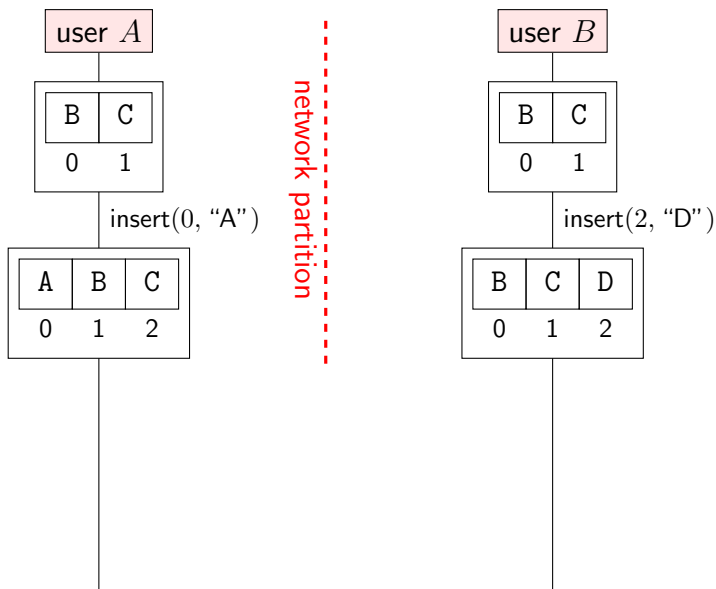 user A
B C
0 1
insert(0, “A”)
A B C
0 1 2
network partition
user B
B C
0 1
insert(2, “D”)
B C D
0 1 2